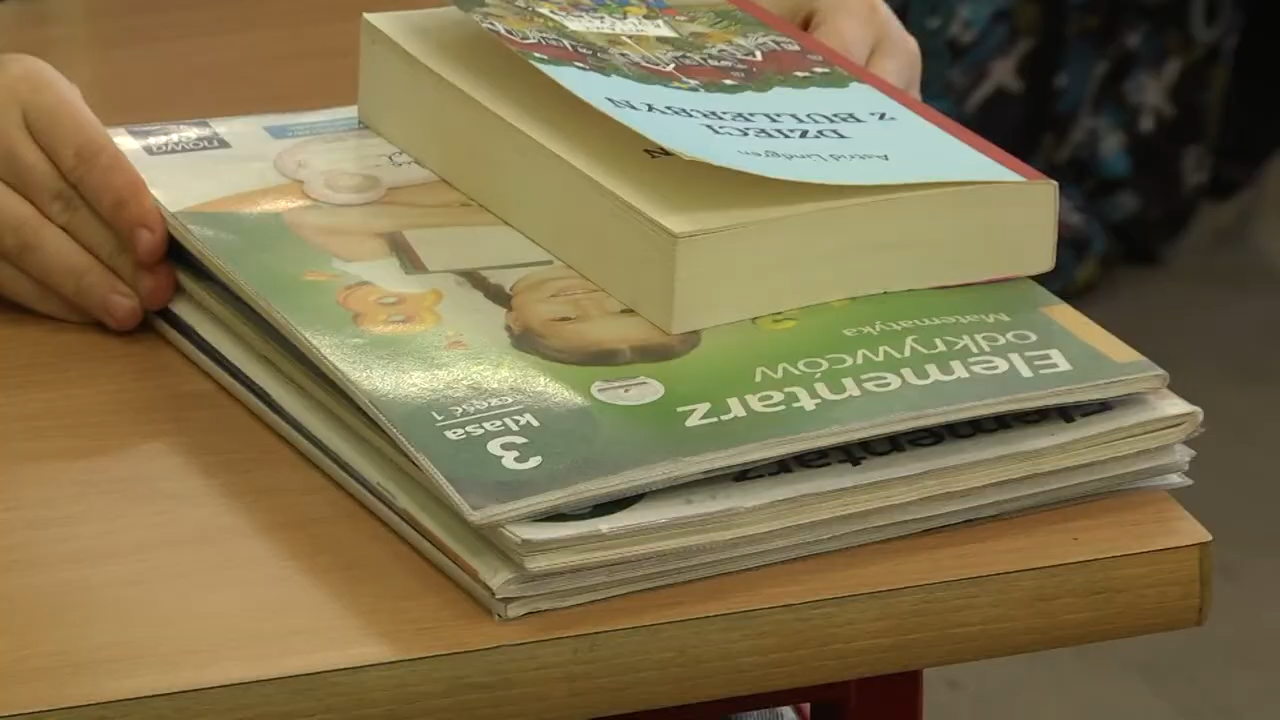 Astrid Lindgren
DZIECI
Z BULLERBYN
nowa
Elementarz
odkrywców
Matematyka
3
klasa
część 1
Elementarz